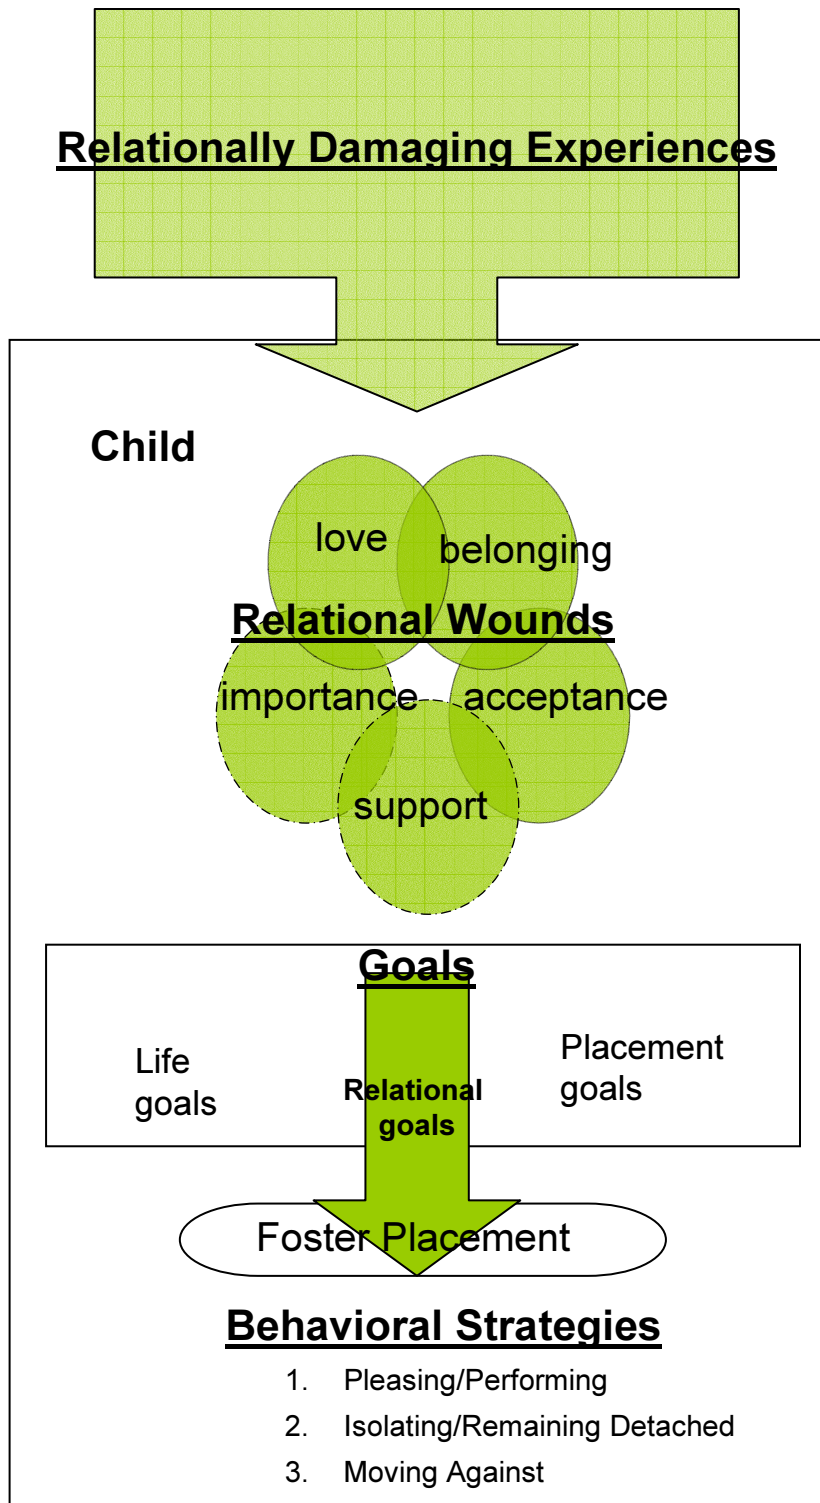 Relationally Damaging Experiences
Child
love
belonging
Relational Wounds
importance
acceptance
support
Goals
Life
goals
Relational
goals
Placement
goals
Foster Placement
Behavioral Strategies
1. Pleasing/Performing
2. Isolating/Remaining Detached
3. Moving Against